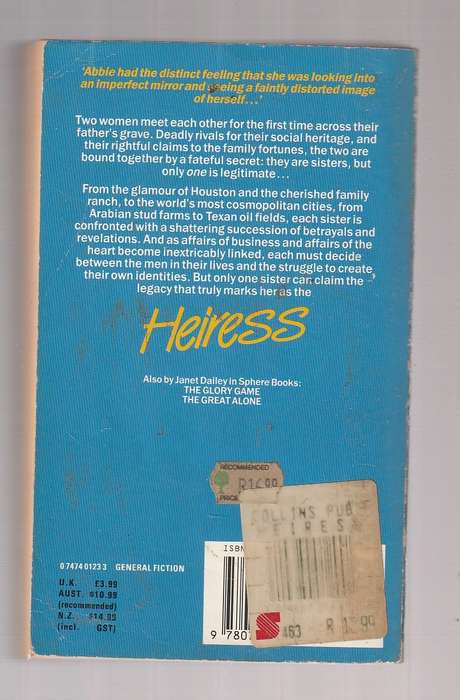 ‘Abbie had the distinct feeling that she was looking into
an imperfect mirror and seeing a faintly distorted image
of herself...’
Two women meet each other for the first time across their
father's grave. Deadly rivals for their social heritage, and
their rightful claims to the family fortunes, the two are
bound together by a fateful secret: they are sisters, but
only one is legitimate...
From the glamour of Houston and the cherished family
ranch, to the world's most cosmopolitan cities, from
Arabian stud farms to Texan oil fields, each sister is
confronted with a shattering succession of betrayals and
revelations. And as affairs of business and affairs of the
heart become inextricably linked, each must decide
between the men in their lives and the struggle to create
their own identities. But only one sister can claim the
legacy that truly marks her as the
Heiress
Also by Janet Dailey in Sphere Books:
THE GLORY GAME
THE GREAT ALONE
RECOMMENDED
R16.99
PRICE
COLLINS PUB
EIRESS
ISBN
0 7474 0123 3 GENERAL FICTION
U.K. £3.99
AUST. $10.99
(recommended)
N.Z. $14.99
(incl. GST)
9 780
S 463 R